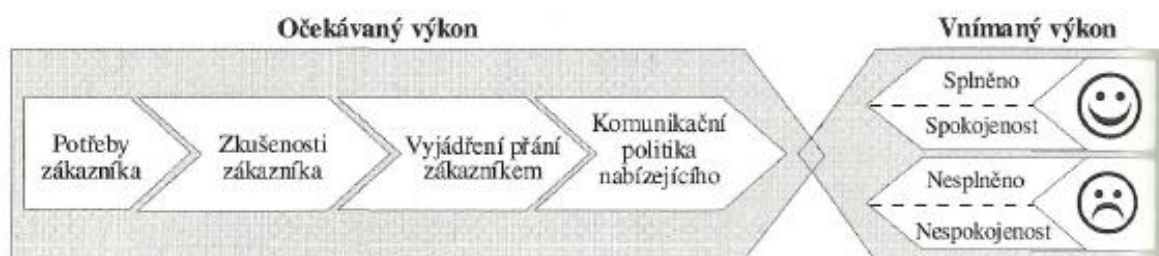 Očekávaný výkon
Vnímaný výkon
Potřeby
zákazníka
Zkušenosti
zákazníka
Vyjádření přání
zákazníkem
Komunikační
politika
nabízejícího
Splněno
Spokojenost
Nesplněno
Nespokojenost